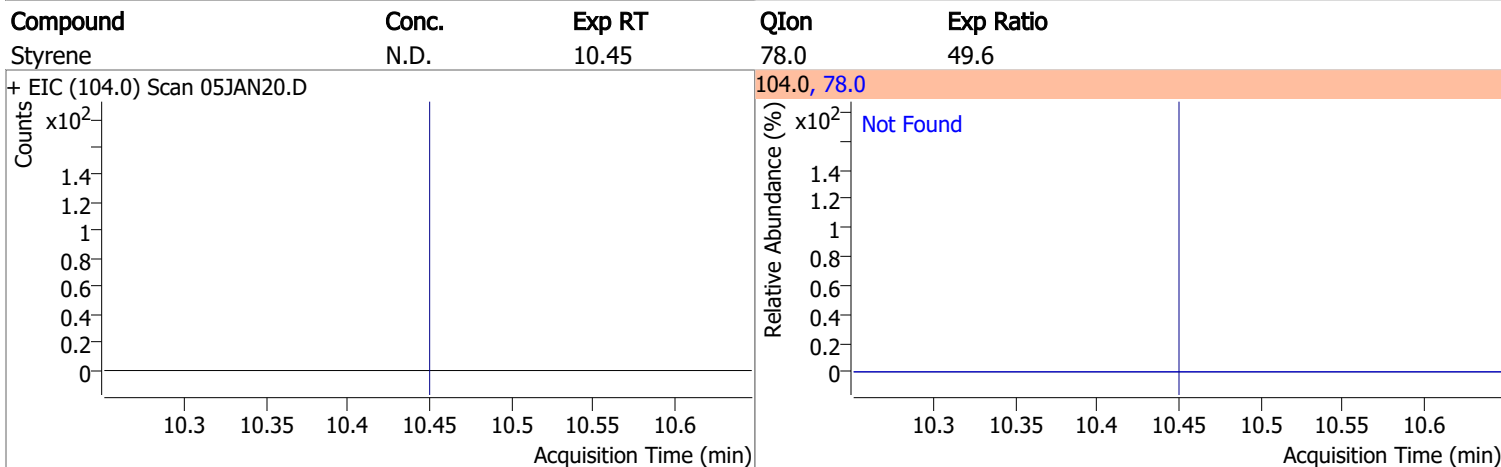 Compound Conc. Exp RT QIon Exp Ratio
Styrene N.D. 10.45 78.0 49.6
+ EIC (104.0) Scan 05JAN20.D
Counts
x10²
1.4
1.2
1
0.8
0.6
0.4
0.2
0
10.3 10.35 10.4 10.45 10.5 10.55 10.6
Acquisition Time (min)
104.0, 78.0
Relative Abundance (%)
x10²
Not Found
1.4
1.2
1
0.8
0.6
0.4
0.2
0
10.3 10.35 10.4 10.45 10.5 10.55 10.6
Acquisition Time (min)